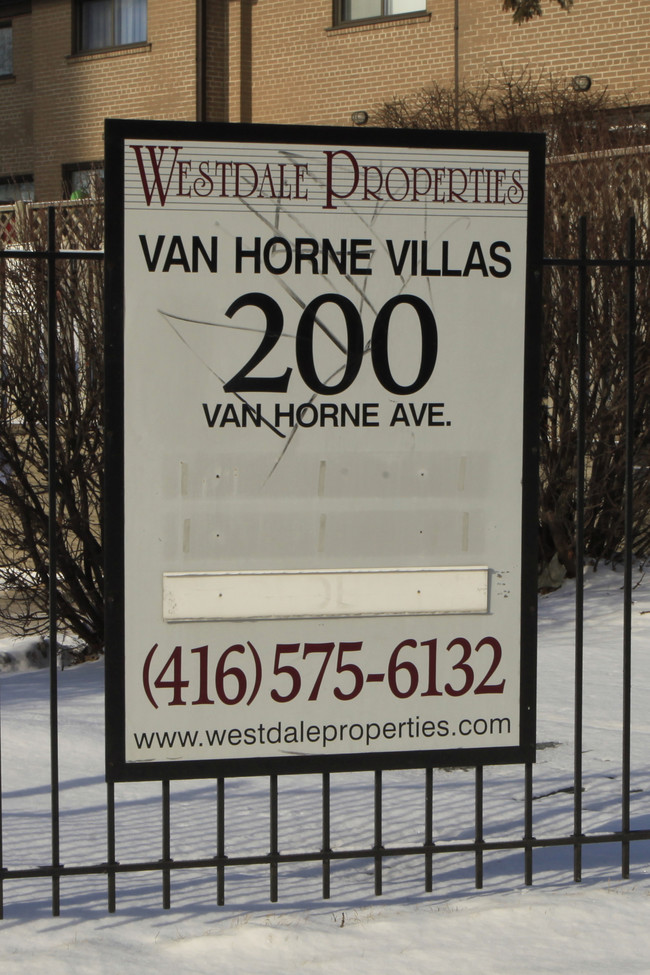 WESTDALE PROPERTIES
VAN HORNE VILLAS
200
VAN HORNE AVE.
(416) 575-6132
www.westdaleproperties.com